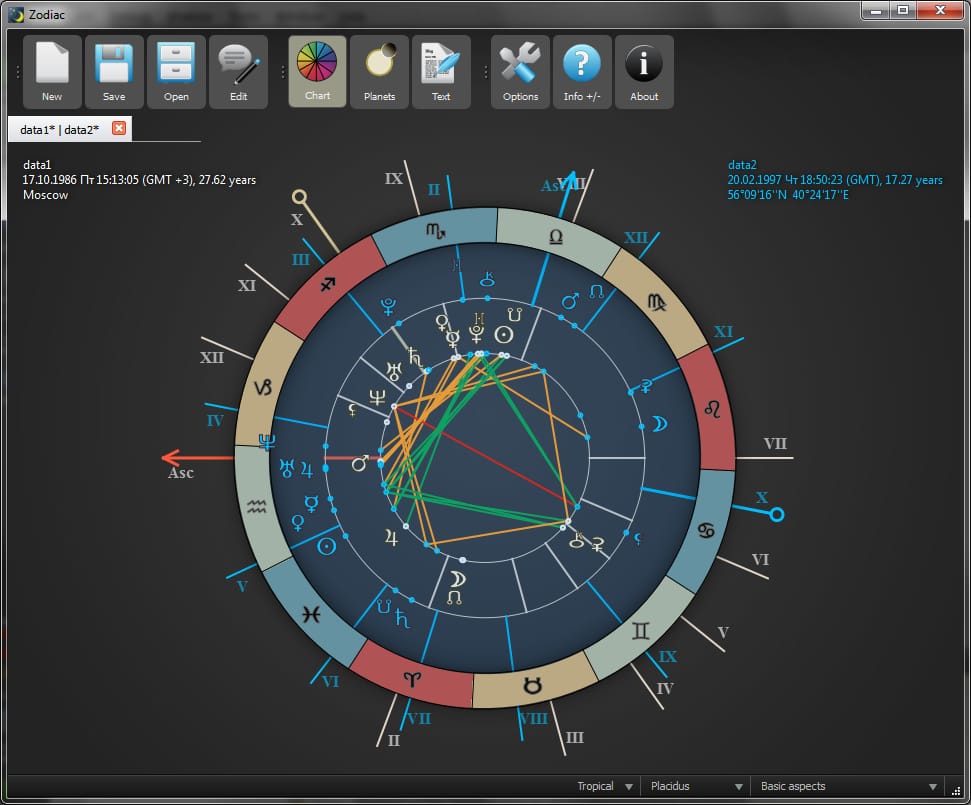 Zodiac
New
Save
Open
Edit
Chart
Planets
Text
Options
Info +/-
About
data1* | data2*
data1
17.10.1986 Пт 15:13:05 (GMT +3), 27.62 years
Moscow
data2
20.02.1997 Чт 18:50:23 (GMT), 17.27 years
56°09'16''N 40°24'17''E
IX
II
Asc
VIII
X
III
XII
XI
XI
XII
IV
VII
Asc
X
V
VI
V
VI
IX
IV
VII
VIII
II
III
Tropical
Placidus
Basic aspects